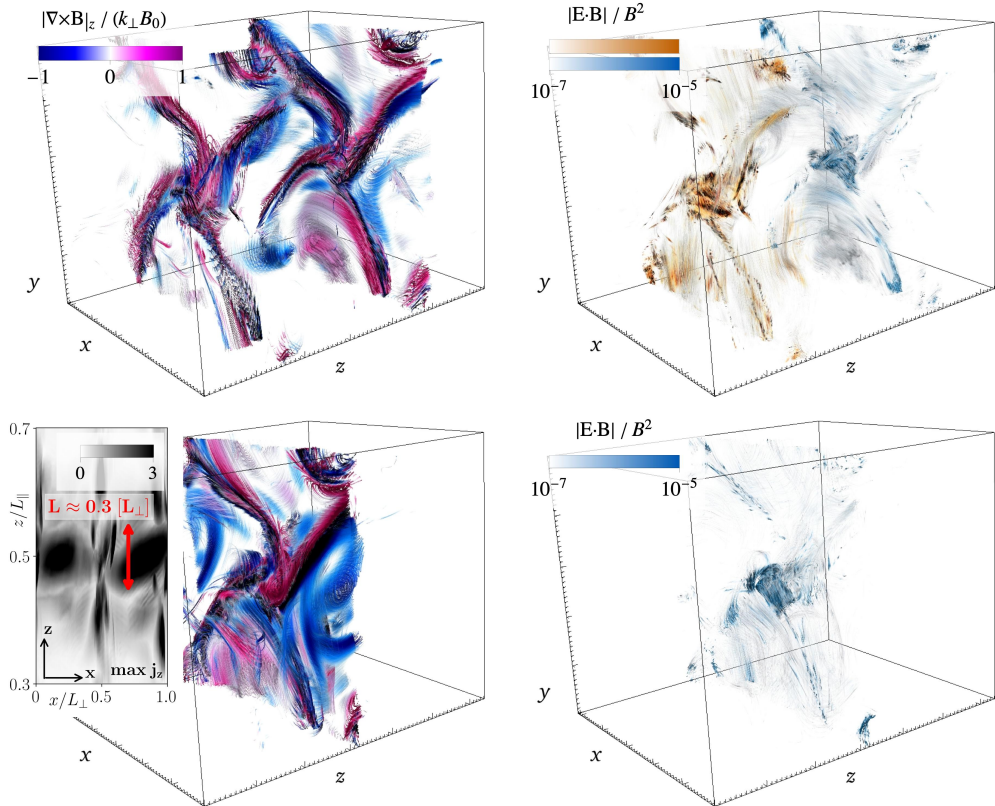 |∇×B|z / (k⊥B0)
−1 0 1
y
x
z
|E·B| / B²
10⁻⁷ 10⁻⁵
y
x
z
0.7
0 3
z/L∥
L ≈ 0.3 [L⊥]
0.5
z
x
max jz
0.3
0 0.5 1.0
x/L⊥
x
z
|E·B| / B²
10⁻⁷ 10⁻⁵
y
x
z